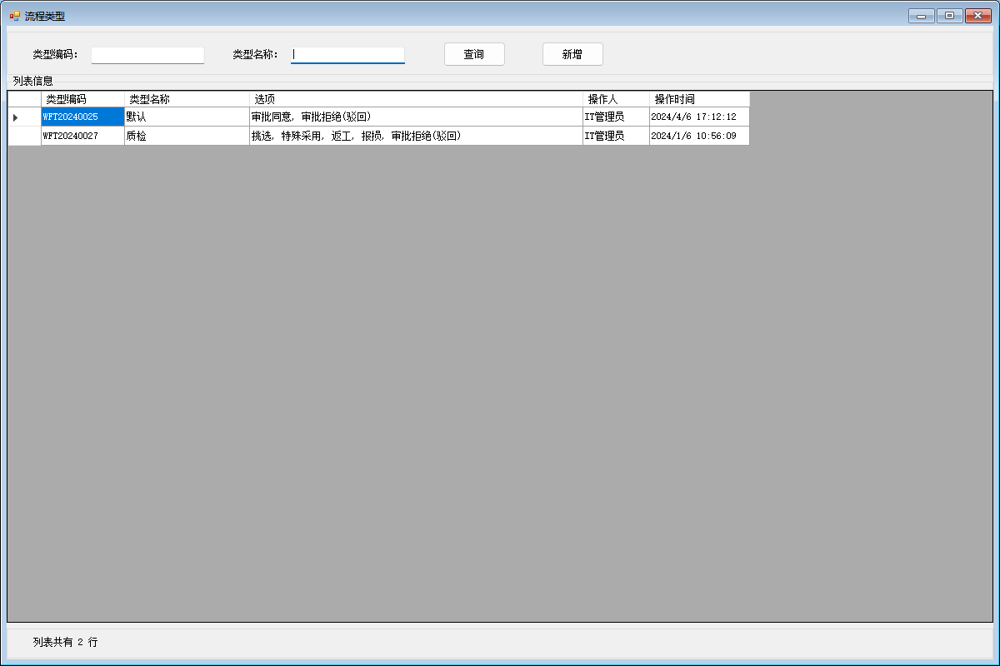 流程类型
类型编码： 类型名称： 查询 新增
列表信息
类型编码 类型名称 选项 操作人 操作时间
WFT20240025 默认 审批同意, 审批拒绝(驳回) IT管理员 2024/4/6 17:12:12
WFT20240027 质检 挑选, 特殊采用, 返工, 报损, 审批拒绝(驳回) IT管理员 2024/1/6 10:56:09
列表共有 2 行